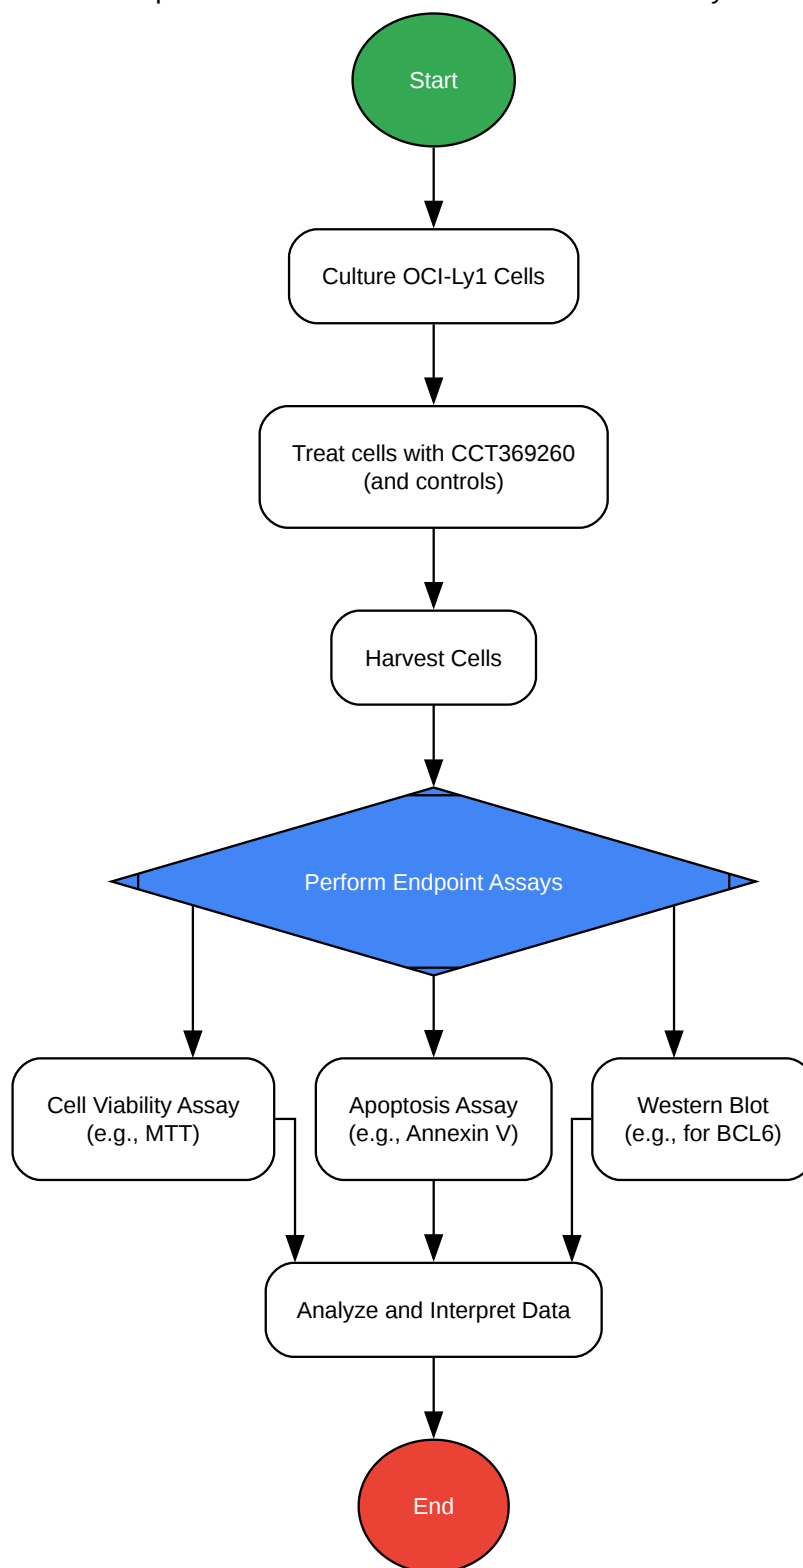 Start
Culture OCI-Ly1 Cells
Treat cells with CCT369260
(and controls)
Harvest Cells
Perform Endpoint Assays
Cell Viability Assay
(e.g., MTT)
Apoptosis Assay
(e.g., Annexin V)
Western Blot
(e.g., for BCL6)
Analyze and Interpret Data
End